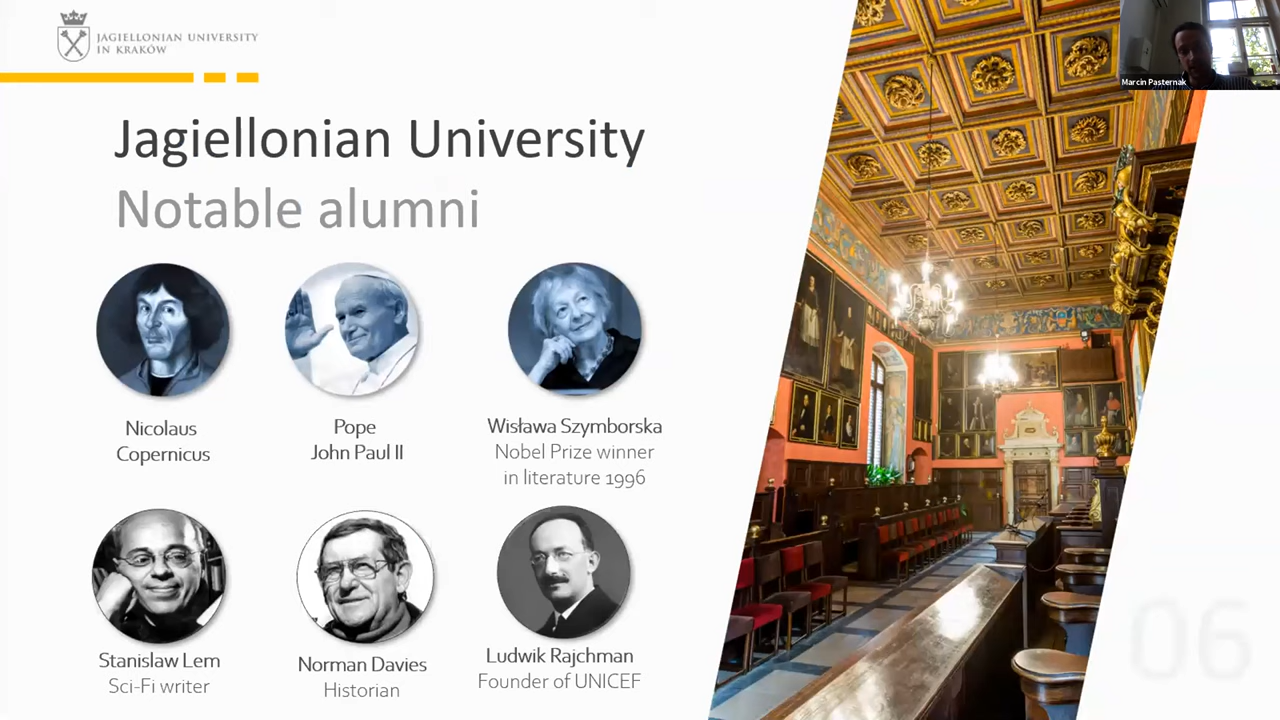 JAGIELLONIAN UNIVERSITY
IN KRAKÓW
Marcin Pasternak
Jagiellonian University
Notable alumni
Nicolaus
Copernicus
Pope
John Paul II
Wisława Szymborska
Nobel Prize winner
in literature 1996
Stanislaw Lem
Sci-Fi writer
Norman Davies
Historian
Ludwik Rajchman
Founder of UNICEF
06